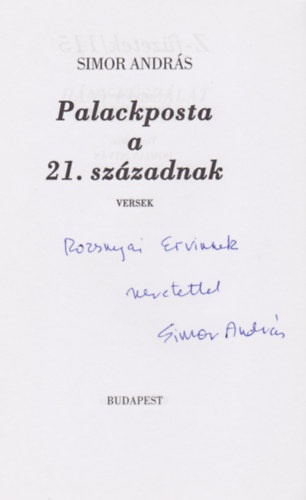 SIMOR ANDRÁS
Palackposta
a
21. századnak
VERSEK
Rozsnyai Ervinnek
szeretettel
Simor András
BUDAPEST